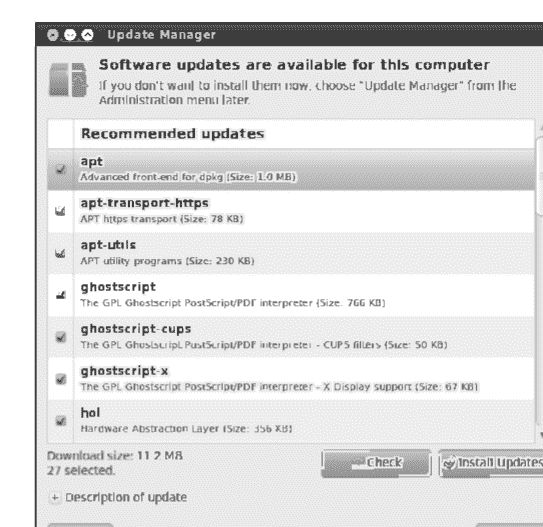 Update Manager
Software updates are available for this computer
If you don't want to install them now, choose "Update Manager" from the
Administration menu later.
Recommended updates
apt
Advanced front-end for dpkg (Size: 1.0 MB)
apt-transport-https
APT https transport (Size: 78 KB)
apt-utils
APT utility programs (Size: 230 KB)
ghostscript
The GPL Ghostscript PostScript/PDF interpreter (Size: 766 KB)
ghostscript-cups
The GPL Ghostscript PostScript/PDF interpreter - CUPS filters (Size: 50 KB)
ghostscript-x
The GPL Ghostscript PostScript/PDF interpreter - X Display support (Size: 67 KB)
hal
Hardware Abstraction Layer (Size: 356 KB)
Download size: 11.2 MB
27 selected.
Check
Install Updates
Description of update